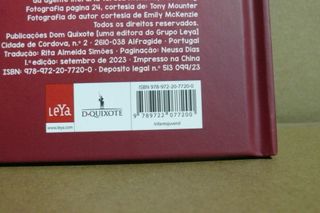 Fotografia página 24, cortesia de: Tony Mounter
Fotografia do autor cortesia de Emily McKenzie
Todos os direitos reservados.
Publicações Dom Quixote [uma editora do Grupo Leya]
Cidade de Cordova, n.º 2 · 2610-038 Alfragide · Portugal
Tradução: Rita Almeida Simões · Paginação: Neusa Dias
1.ª edição: setembro de 2023 · Impresso na China
ISBN: 978-972-20-7720-0 · Depósito legal n.º 513 099/23
ISBN 978-972-20-7720-0
LeYa
D·QUIXOTE
www.leya.com
9 789722 077200
Infantojuvenil